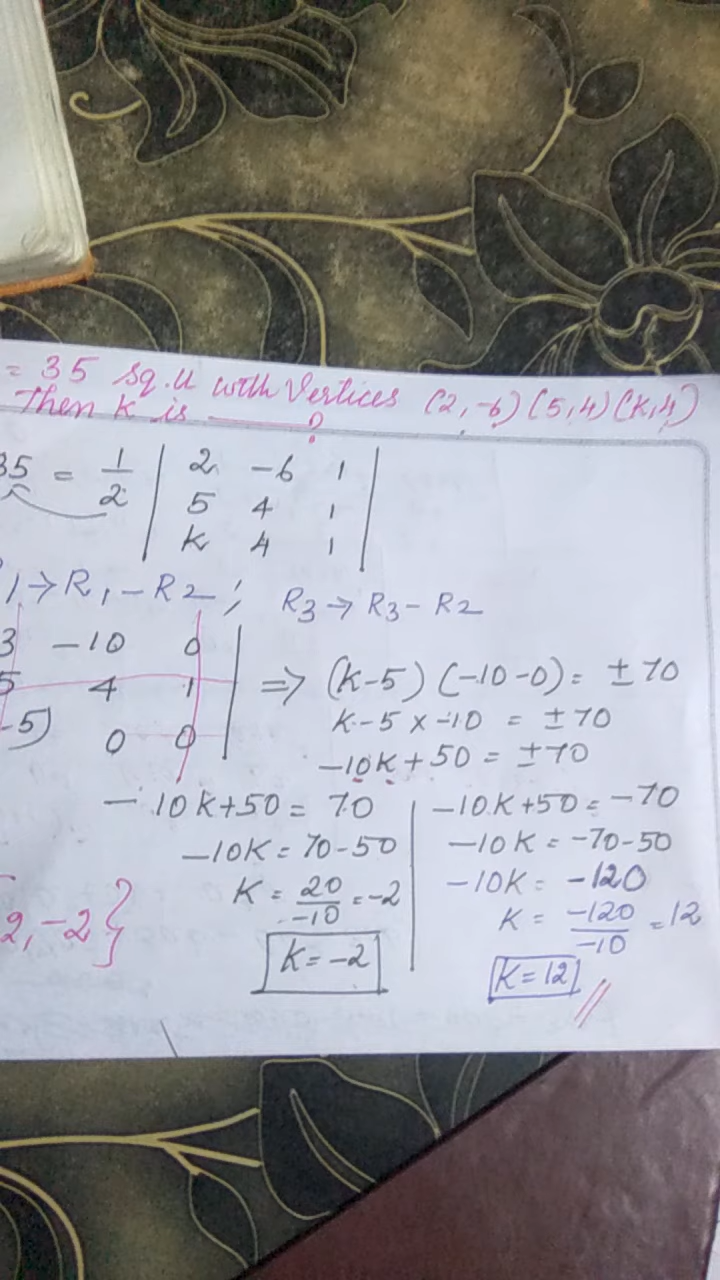 = 35 sq.u with Vertices (2,-6) (5,4) (K,4)
Then K is ______?
35 = 1/2 | 2 -6 1 |
5 4 1
K 4 1
1 → R1 - R2 ; R3 → R3 - R2
3 -10 0
5 4 1 ⇒ (K-5) (-10-0) = ±70
-5) 0 0
K-5 x -10 = ±70
-10K + 50 = ±70
-10K+50 = 70
-10K = 70-50
K = 20/-10 = -2
K = -2
-10K+50 = -70
-10K = -70-50
-10K = -120
K = -120/-10 = 12
K = 12 //
2, -2}